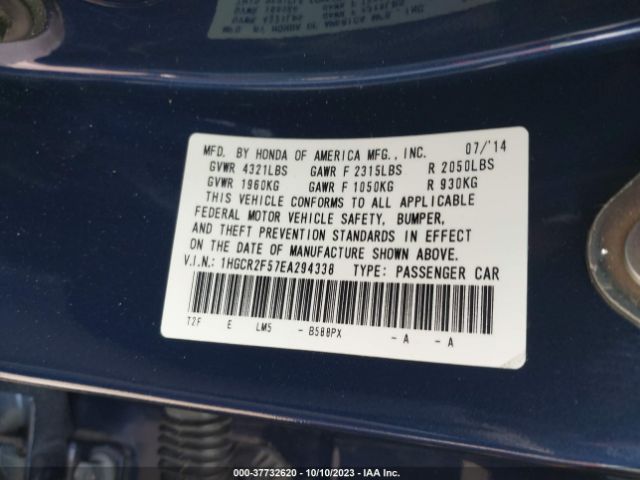 MFD. BY HONDA OF AMERICA MFG., INC. 07/'14
GVWR 4321LBS GAWR F 2315LBS R 2050LBS
GVWR 1960KG GAWR F 1050KG R 930KG
THIS VEHICLE CONFORMS TO ALL APPLICABLE
FEDERAL MOTOR VEHICLE SAFETY, BUMPER,
AND THEFT PREVENTION STANDARDS IN EFFECT
ON THE DATE OF MANUFACTURE SHOWN ABOVE.
V.I.N.: 1HGCR2F57EA294338 TYPE: PASSENGER CAR
T2F E LM5 - B588PX - A - A
000-37732620 - 10/10/2023 - IAA Inc.